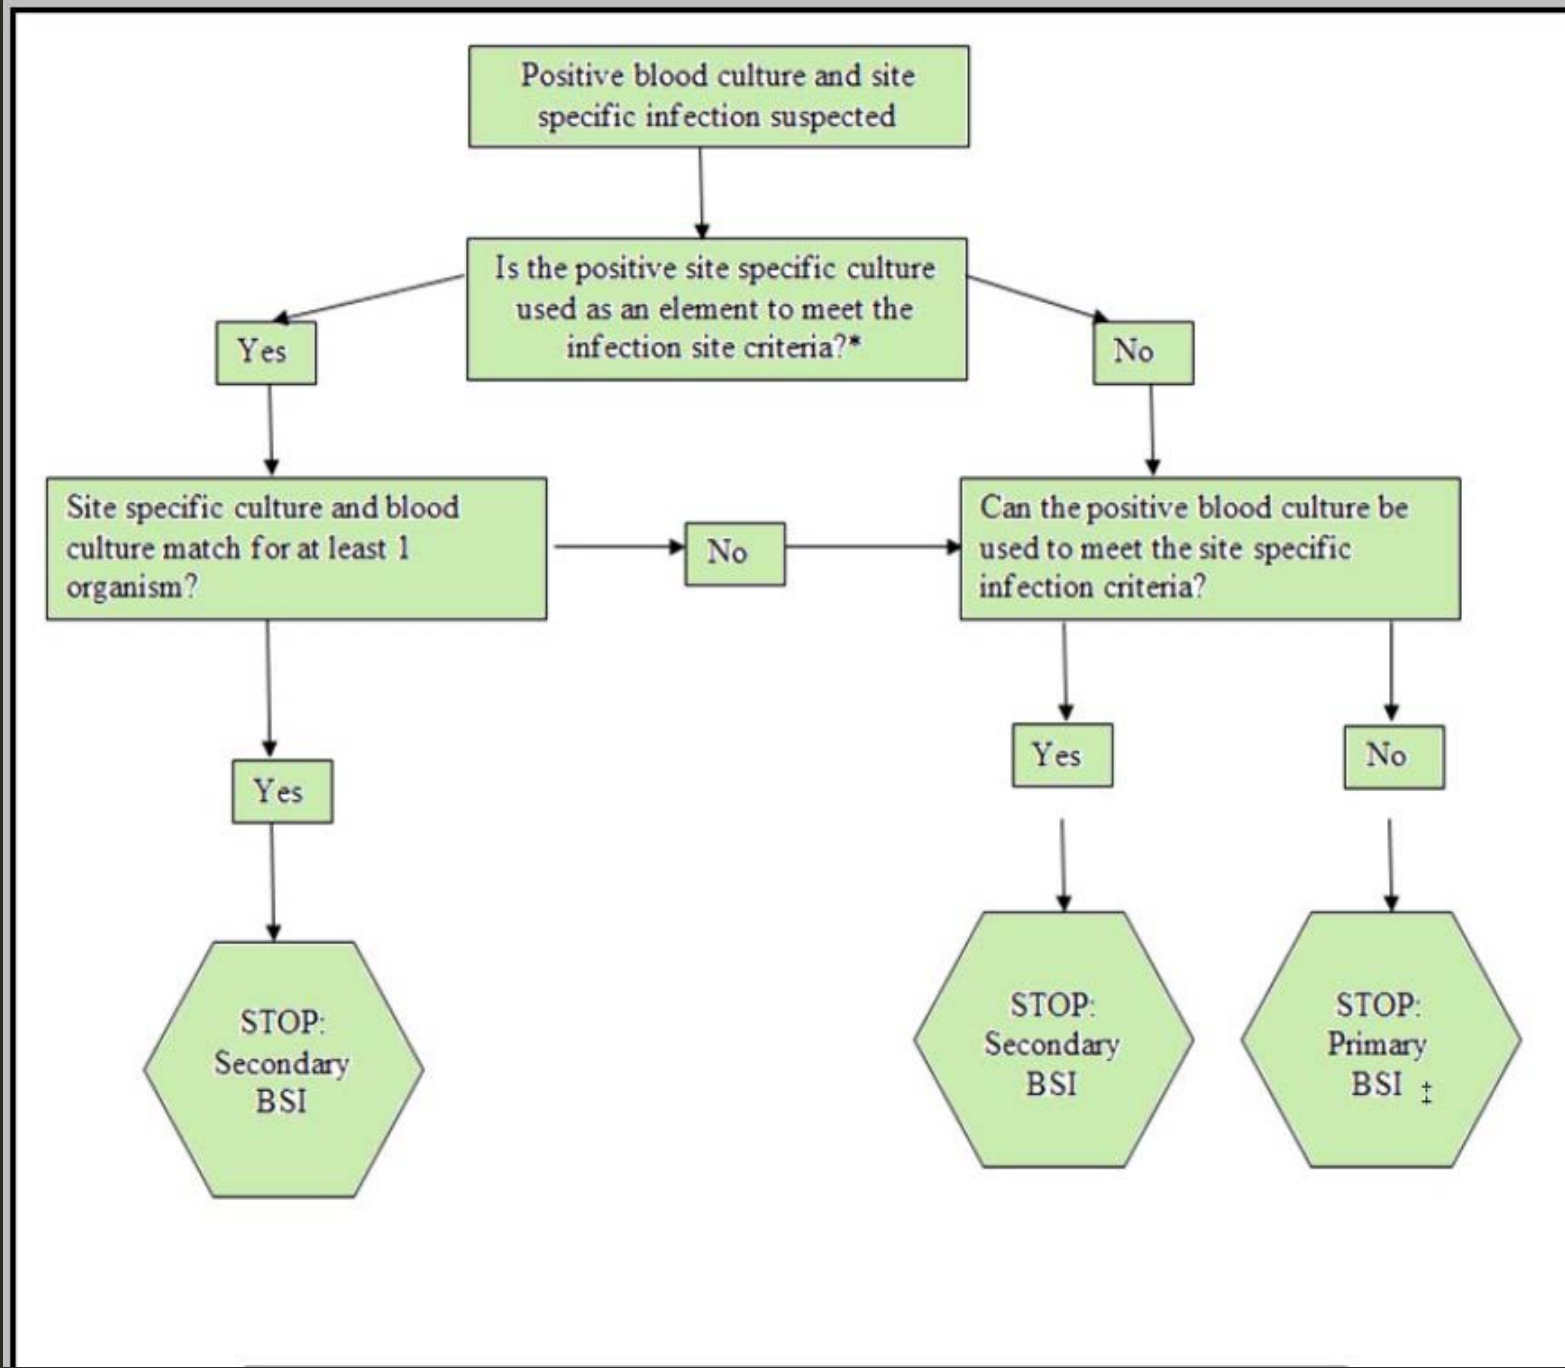 Positive blood culture and site
specific infection suspected
Is the positive site specific culture
used as an element to meet the
infection site criteria?*
Yes
No
Site specific culture and blood
culture match for at least 1
organism?
No
Can the positive blood culture be
used to meet the site specific
infection criteria?
Yes
Yes
No
STOP:
Secondary
BSI
STOP:
Secondary
BSI
STOP:
Primary
BSI ‡